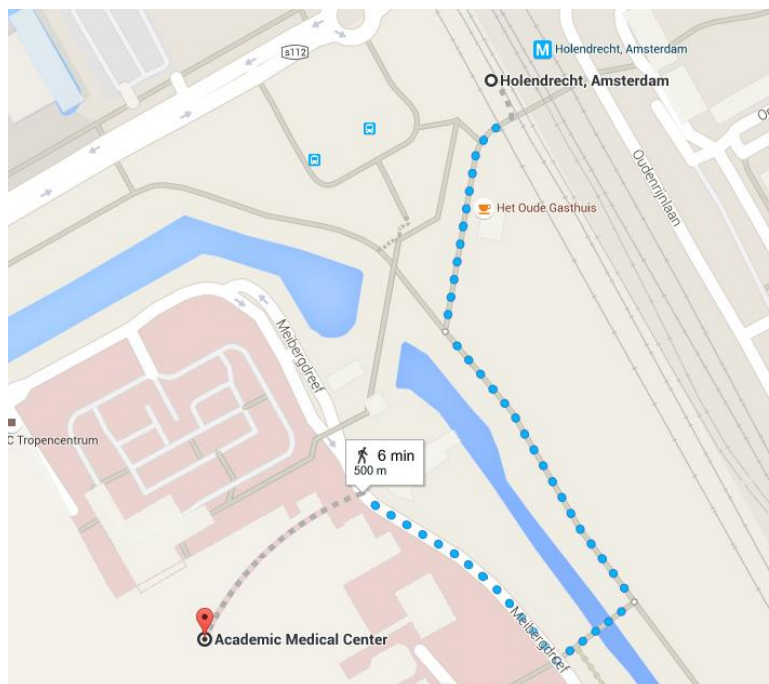 s112
M
Holendrecht, Amsterdam
Holendrecht, Amsterdam
Oudenrijnlaan
Het Oude Gasthuis
Meibergdreef
C Tropencentrum
6 min
500 m
Academic Medical Center
Meibergdreef